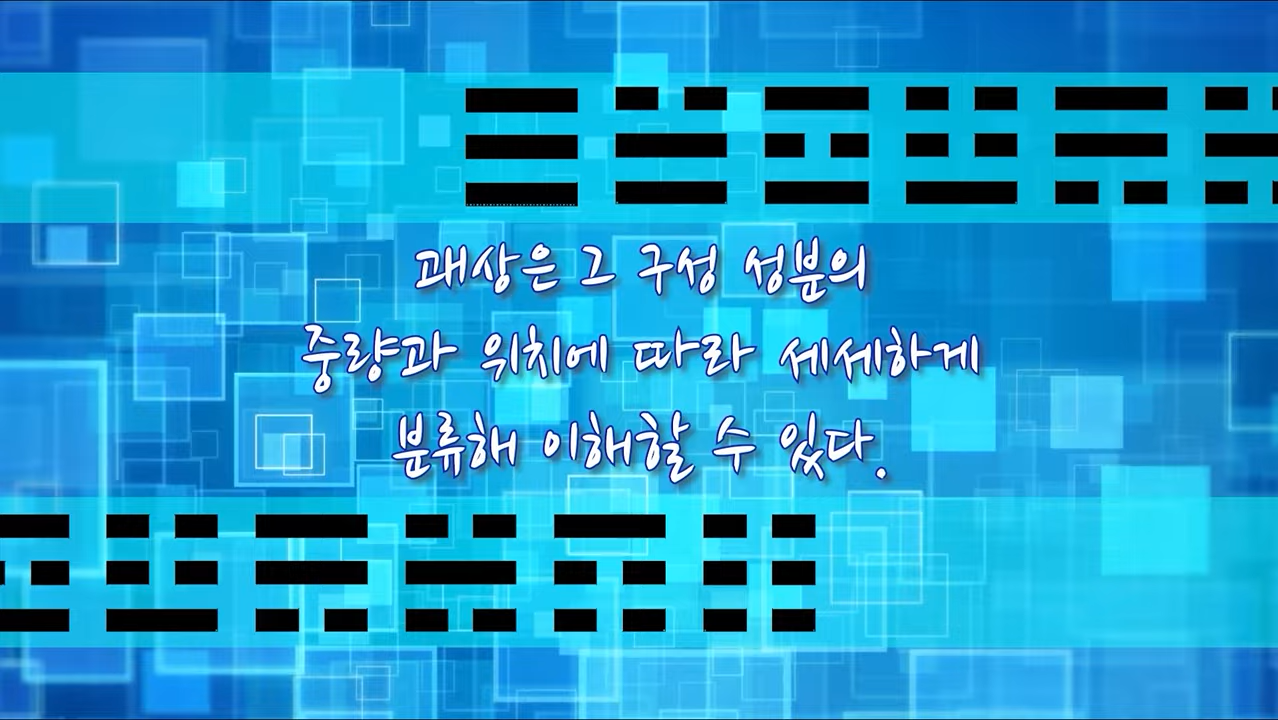 괘상은 그 구성 성분의
중량과 위치에 따라 세세하게
분류해 이해할 수 있다.